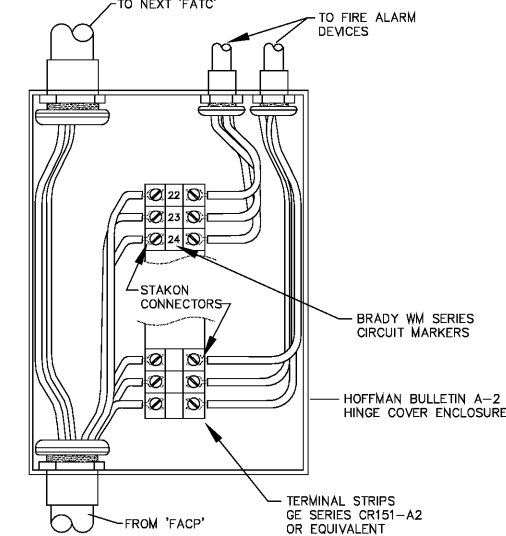 TO NEXT 'FATC'
TO FIRE ALARM
DEVICES
22
23
24
STAKON
CONNECTORS
BRADY WM SERIES
CIRCUIT MARKERS
HOFFMAN BULLETIN A-2
HINGE COVER ENCLOSURE
TERMINAL STRIPS
GE SERIES CR151-A2
OR EQUIVALENT
FROM 'FACP'